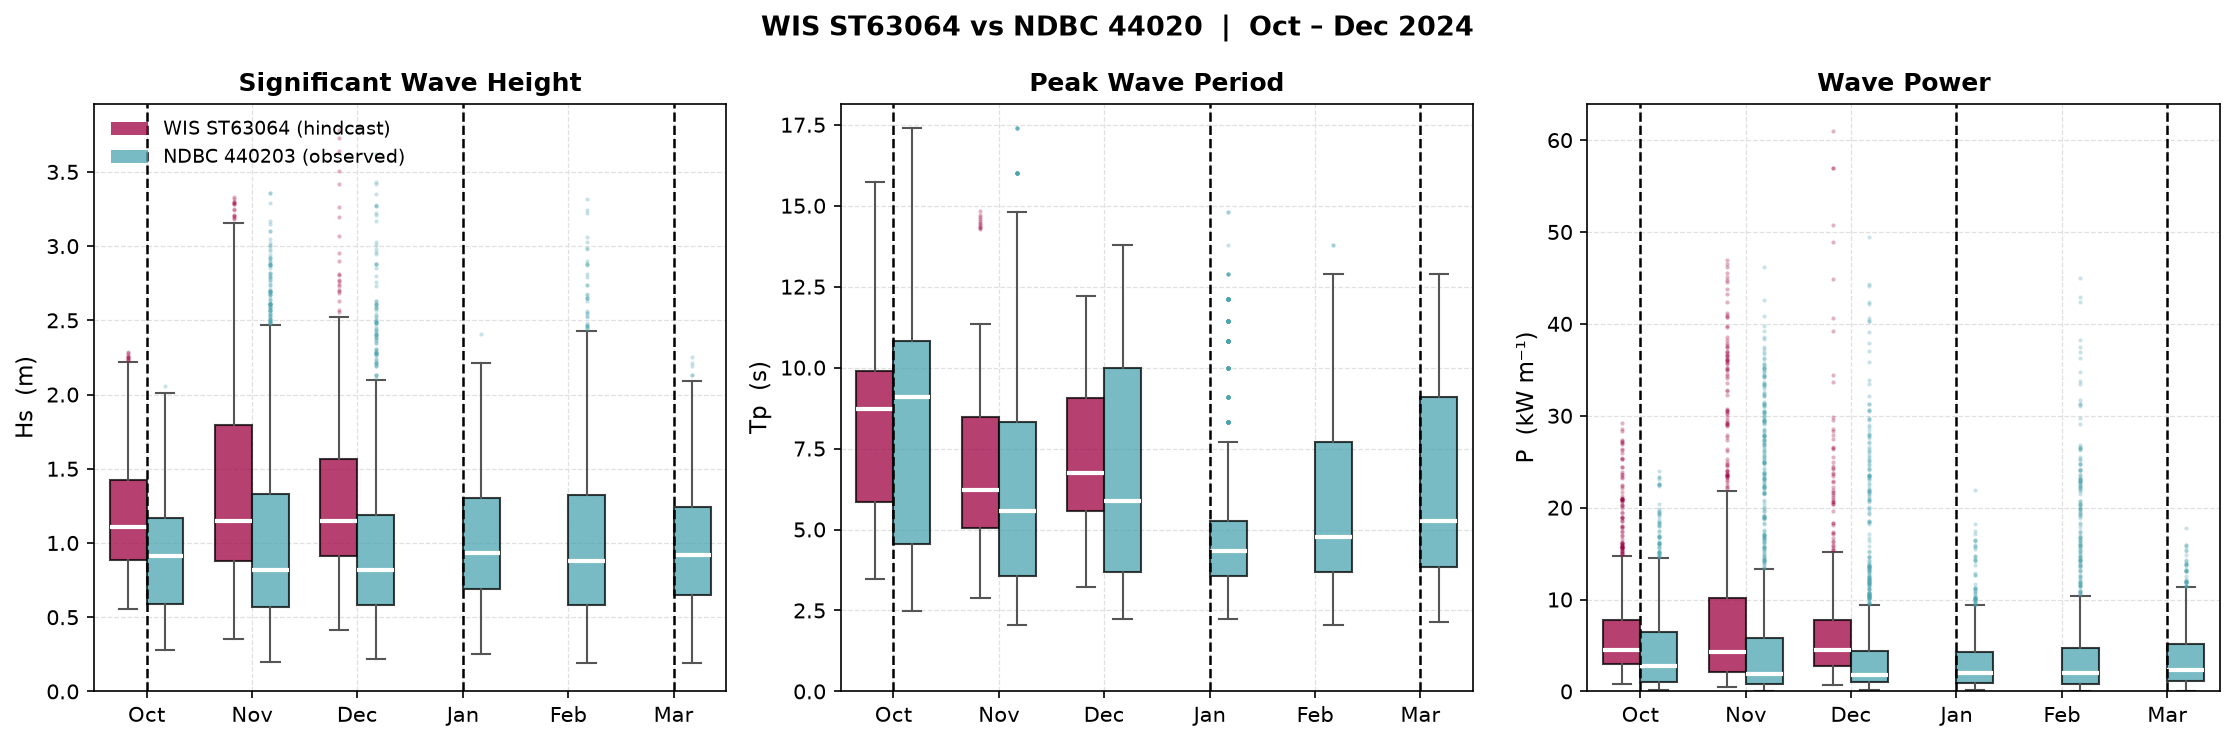 WIS ST63064 vs NDBC 44020 | Oct – Dec 2024
Significant Wave Height
WIS ST63064 (hindcast)
NDBC 440203 (observed)
Hs (m)
3.5
3.0
2.5
2.0
1.5
1.0
0.5
0.0
Oct Nov Dec Jan Feb Mar
Peak Wave Period
Tp (s)
17.5
15.0
12.5
10.0
7.5
5.0
2.5
0.0
Oct Nov Dec Jan Feb Mar
Wave Power
P (kW m⁻¹)
60
50
40
30
20
10
0
Oct Nov Dec Jan Feb Mar